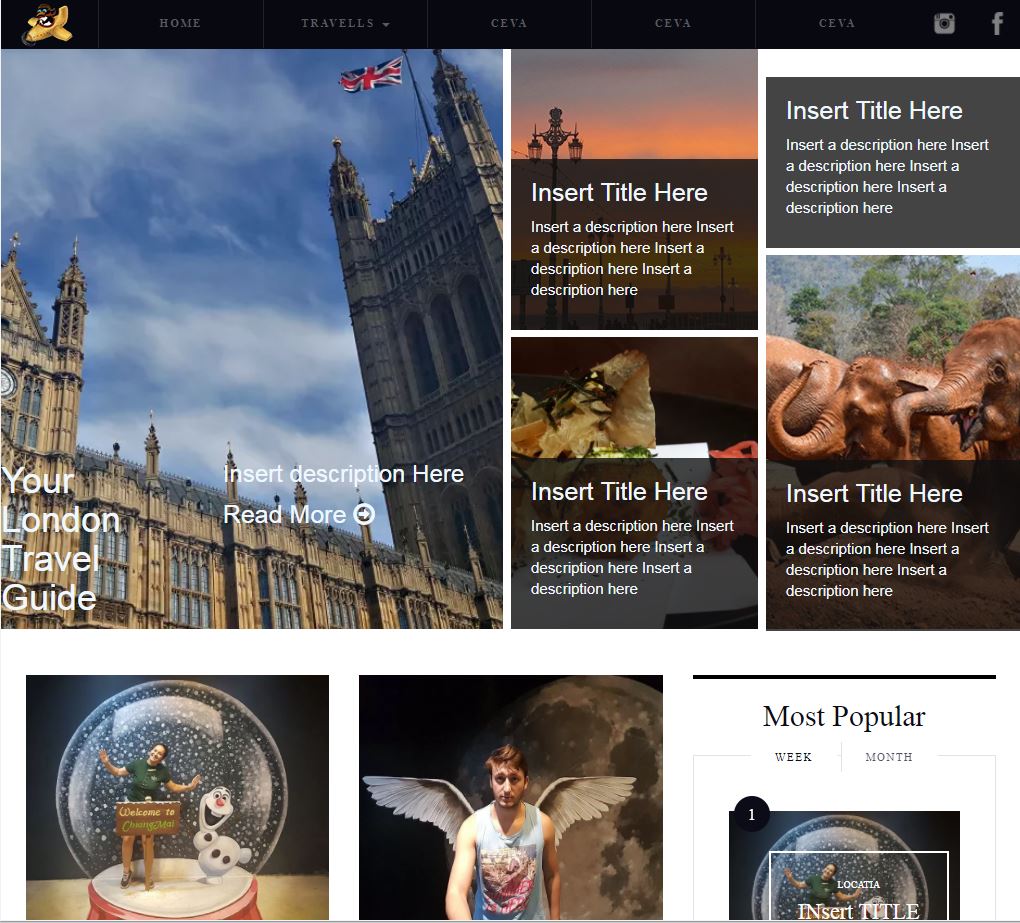 HOME
TRAVELLS
CEVA
CEVA
CEVA
Your
London
Travel
Guide
Insert description Here
Read More
Insert Title Here
Insert a description here Insert
a description here Insert a
description here Insert a
description here
Insert Title Here
Insert a description here Insert
a description here Insert a
description here Insert a
description here
Insert Title Here
Insert a description here Insert
a description here Insert a
description here Insert a
description here
Insert Title Here
Insert a description here Insert
a description here Insert a
description here Insert a
description here
Welcome to
ChiangMai
Most Popular
WEEK
MONTH
1
LOCATIA
INsert TITLE